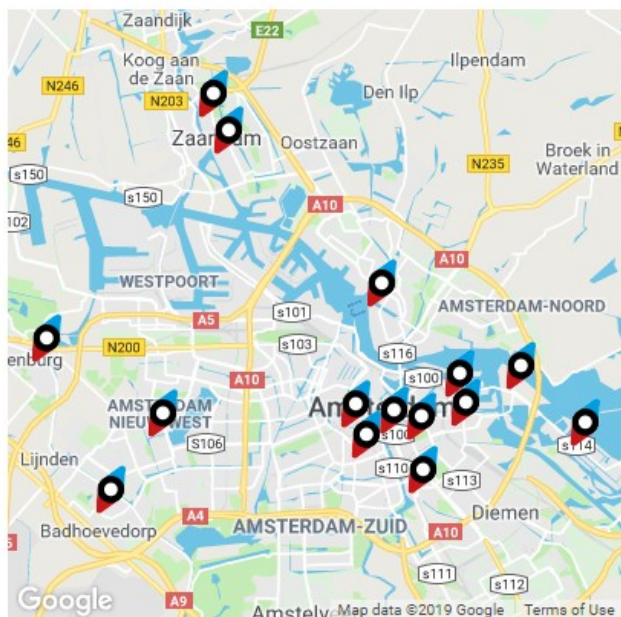 Zaandijk
E22
Koog aan
de Zaan
Ilpendam
N246
N203
Den Ilp
Zaandam
Oostzaan
46
Broek in
Waterland
N235
s150
s150
A10
102
A10
WESTPOORT
AMSTERDAM-NOORD
s101
A5
s103
N200
s116
enburg
s100
A10
AMSTERDAM
NIEUW-WEST
Amsterdam
S106
s100
s114
Lijnden
s110
s113
Badhoevedorp
A4
AMSTERDAM-ZUID
Diemen
A10
s111
s112
Google
A9
Amstelveen
Map data ©2019 Google
Terms of Use